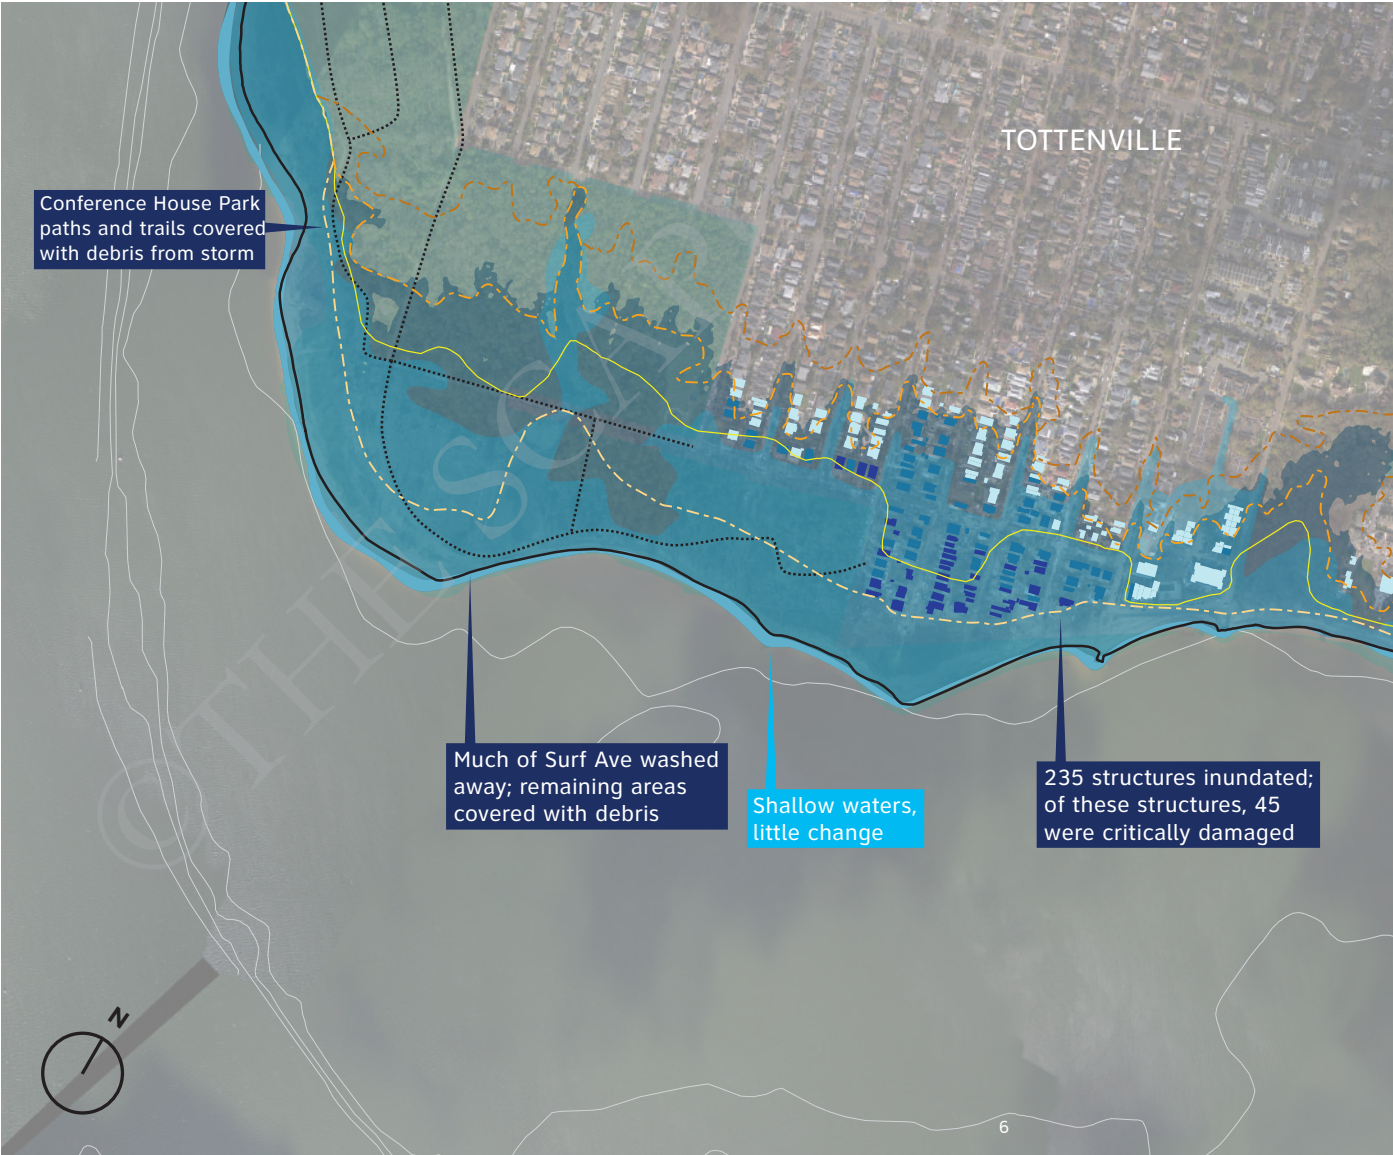 TOTTENVILLE
Conference House Park
paths and trails covered
with debris from storm
Much of Surf Ave washed
away; remaining areas
covered with debris
Shallow waters,
little change
235 structures inundated;
of these structures, 45
were critically damaged
N
6